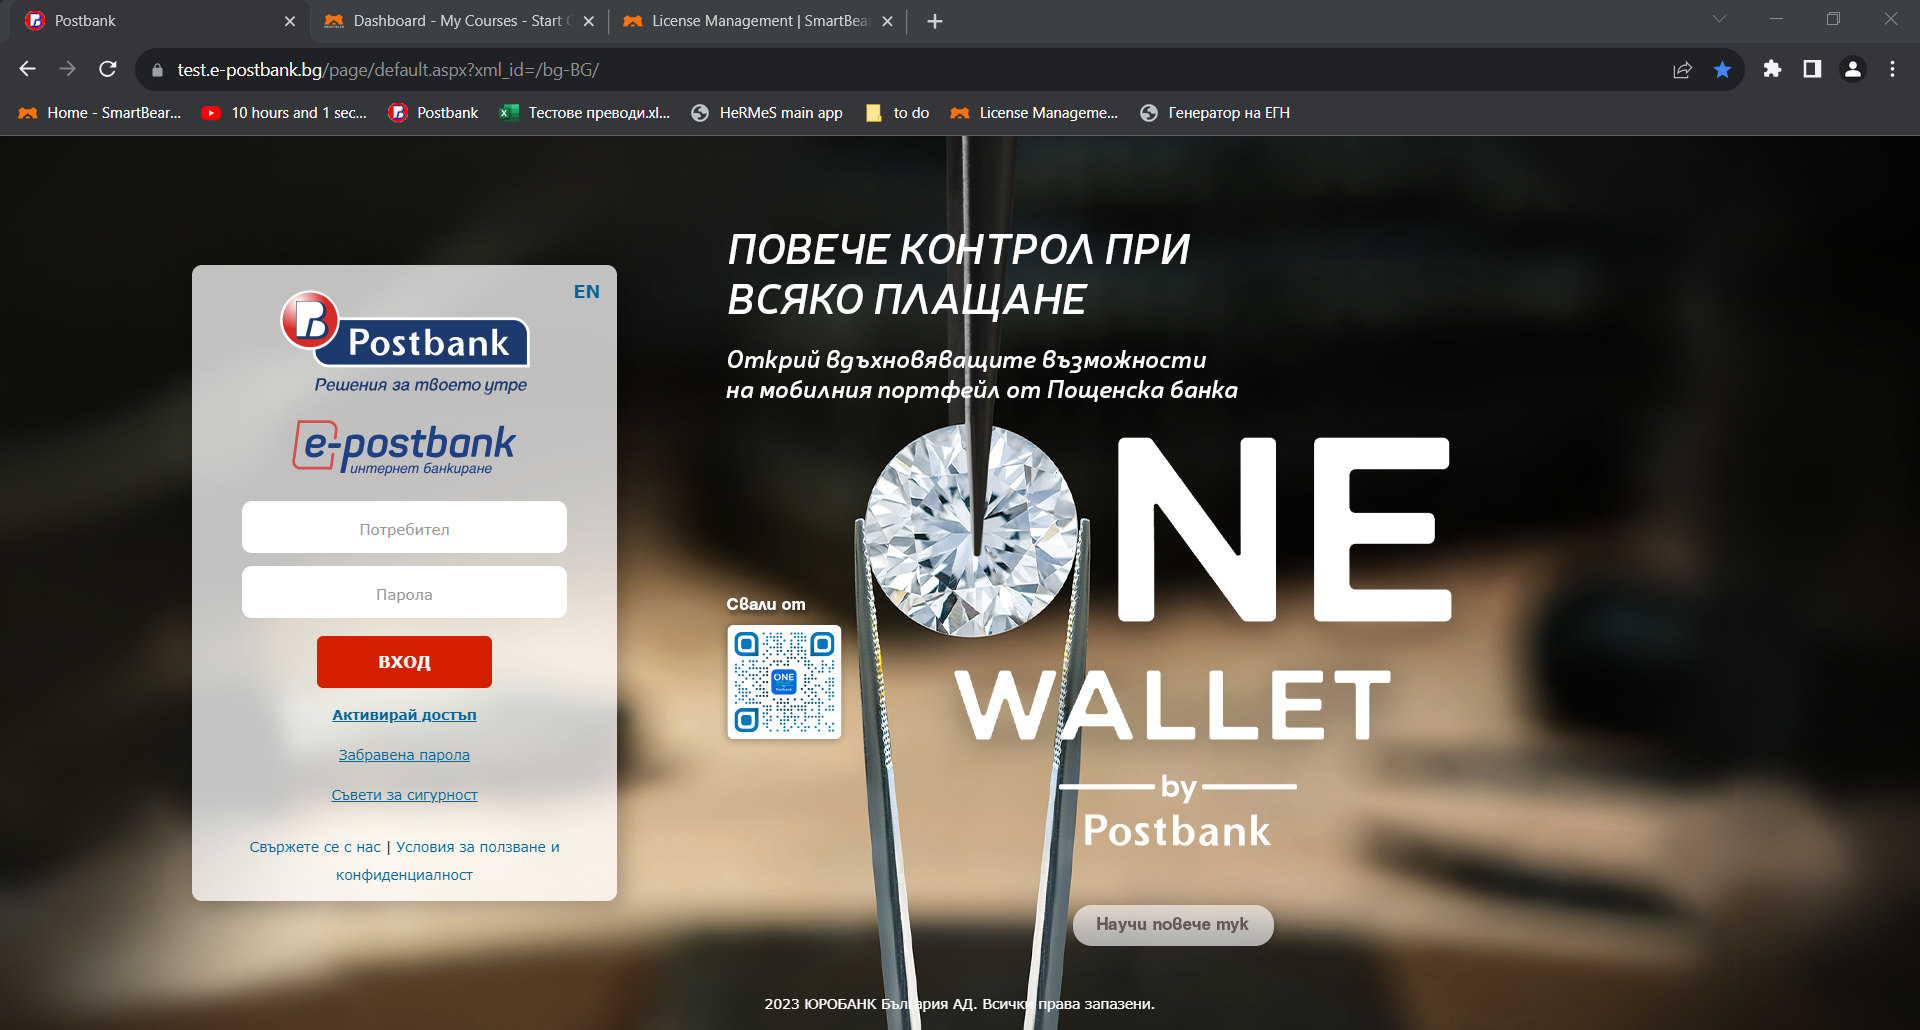 Postbank
Dashboard - My Courses - Start
License Management | SmartBear
test.e-postbank.bg/page/default.aspx?xml_id=/bg-BG/
Home - SmartBear...
10 hours and 1 sec...
Postbank
Тестове преводи.xl...
HeRMeS main app
to do
License Manageme...
Генератор на ЕГН
EN
Postbank
Решения за твоето утре
e-postbank
интернет банкиране
Потребител
Парола
ВХОД
Активирай достъп
Забравена парола
Съвети за сигурност
Свържете се с нас | Условия за ползване и
конфиденциалност
ПОВЕЧЕ КОНТРОЛ ПРИ
ВСЯКО ПЛАЩАНЕ
Открий вдъхновяващите възможности
на мобилния портфейл от Пощенска банка
Свали от
ONE
NE
WALLET
by
Postbank
Научи повече тук
2023 ЮРОБАНК България АД. Всички права запазени.